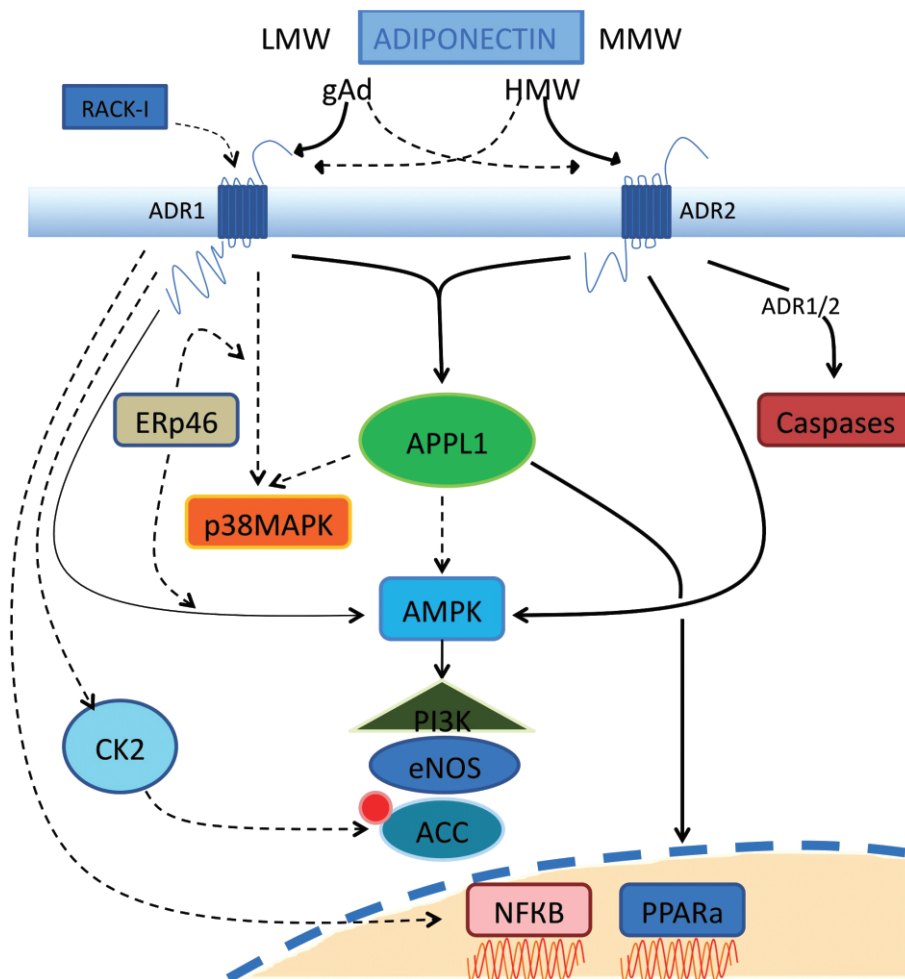 LMW ADIPONECTIN MMW
gAd HMW
RACK-I
ADR1 ADR2
ADR1/2
ERp46 APPL1 Caspases
p38MAPK
AMPK
PI3K
CK2 eNOS
ACC
NFKB PPARa